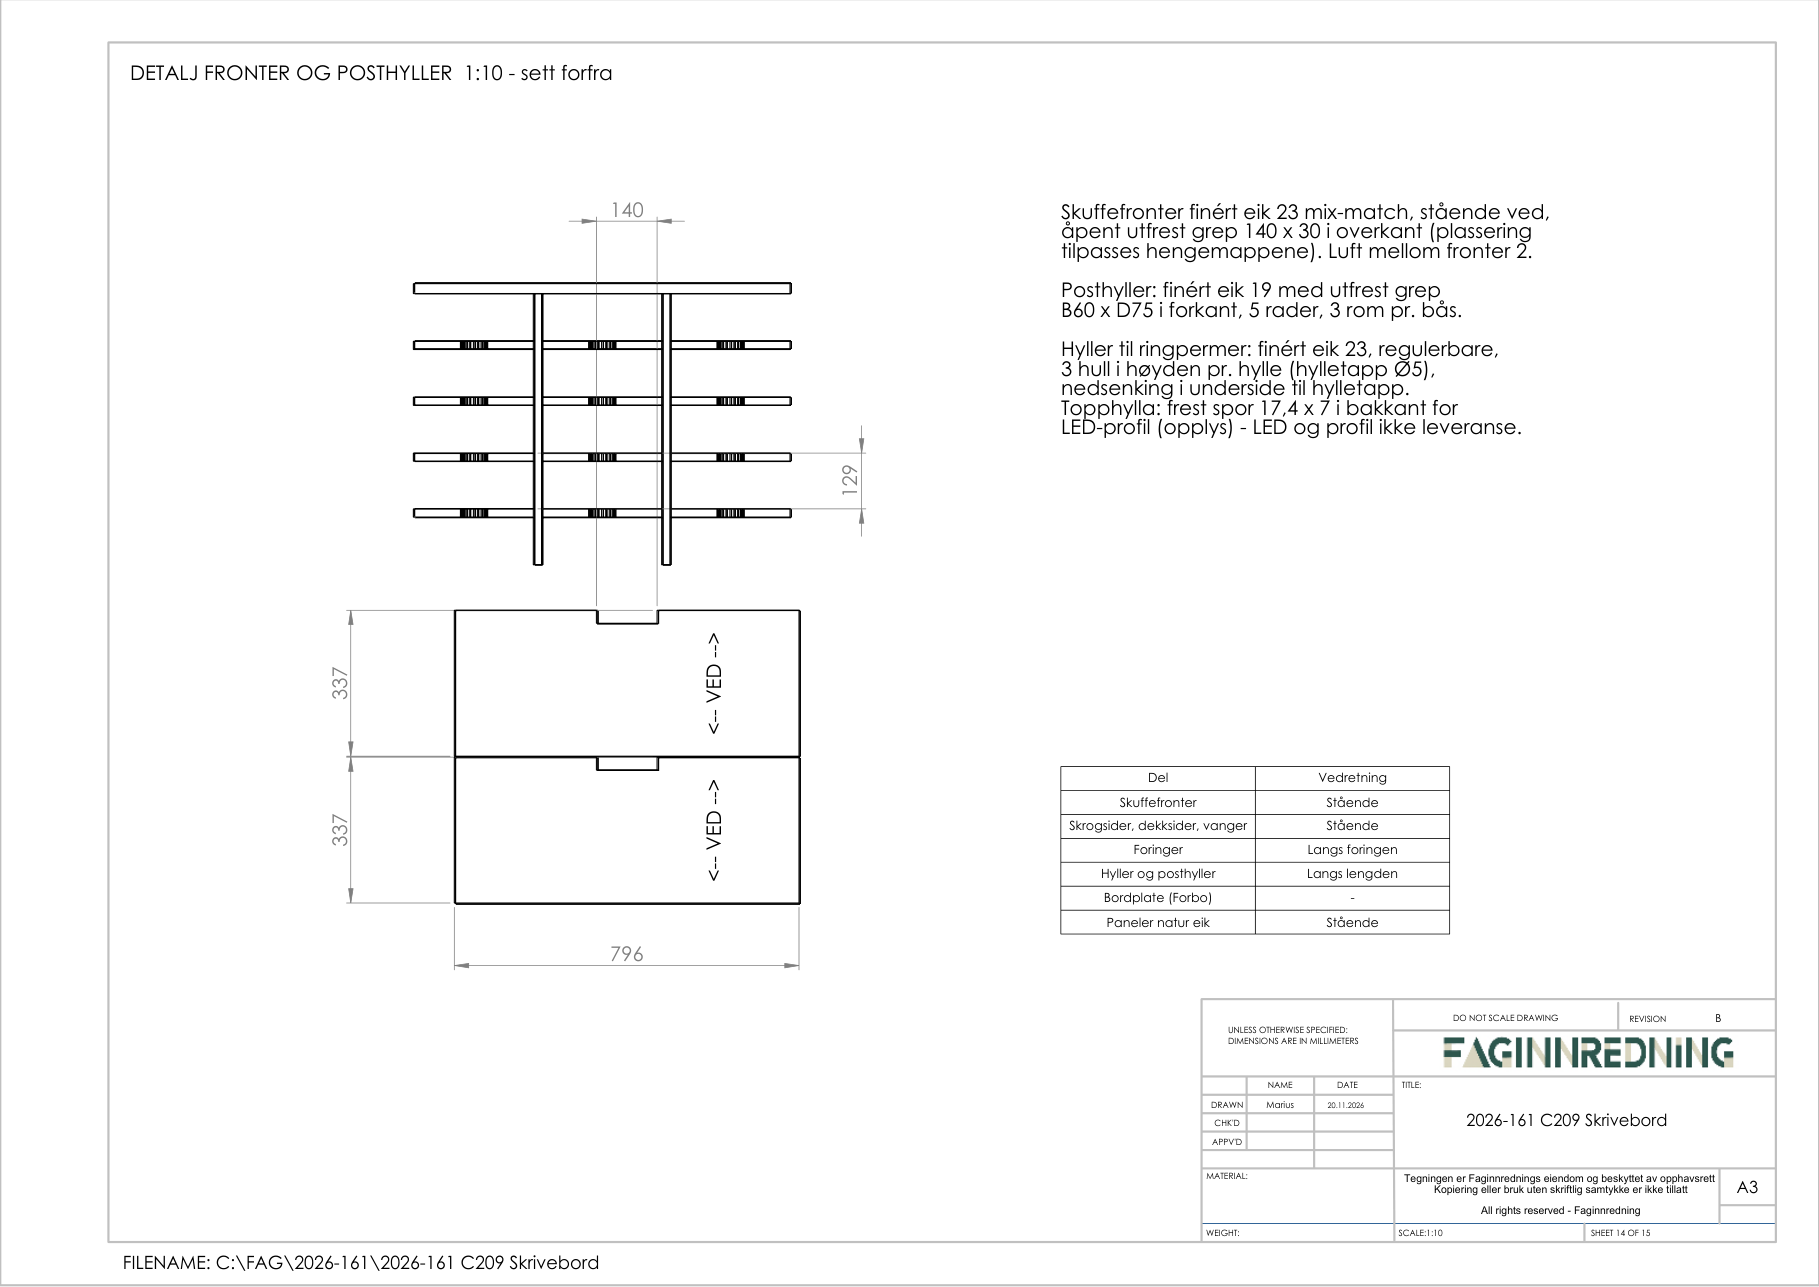 DETALJ FRONTER OG POSTHYLLER  1:10 - sett forfra
140
129
337
337
796
<-- VED -->
<-- VED -->
Skuffefronter finért eik 23 mix-match, stående ved,
åpent utfrest grep 140 x 30 i overkant (plassering
tilpasses hengemappene). Luft mellom fronter 2.
Posthyller: finért eik 19 med utfrest grep
B60 x D75 i forkant, 5 rader, 3 rom pr. bås.
Hyller til ringpermer: finért eik 23, regulerbare,
3 hull i høyden pr. hylle (hylletapp Ø5),
nedsenking i underside til hylletapp.
Topphylla: frest spor 17,4 x 7 i bakkant for
LED-profil (opplys) - LED og profil ikke leveranse.
Del Vedretning
Skuffefronter Stående
Skrogsider, dekksider, vanger Stående
Foringer Langs foringen
Hyller og posthyller Langs lengden
Bordplate (Forbo) -
Paneler natur eik Stående
UNLESS OTHERWISE SPECIFIED:
DIMENSIONS ARE IN MILLIMETERS
DO NOT SCALE DRAWING
REVISION B
FAGINNREDNING
NAME DATE
DRAWN Marius 20.11.2026
CHK'D
APPV'D
TITLE:
2026-161 C209 Skrivebord
MATERIAL:
Tegningen er Faginnrednings eiendom og beskyttet av opphavsrett
Kopiering eller bruk uten skriftlig samtykke er ikke tillatt
All rights reserved - Faginnredning
A3
WEIGHT:
SCALE:1:10
SHEET 14 OF 15
FILENAME: C:\FAG\2026-161\2026-161 C209 Skrivebord